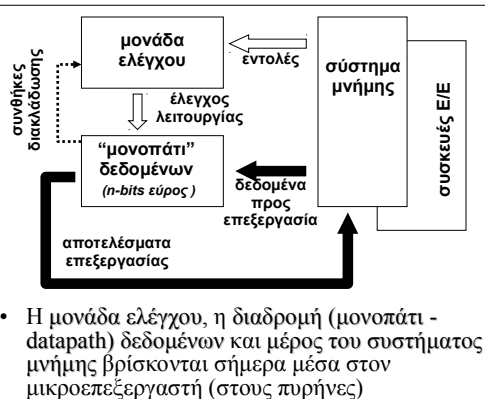 μονάδα
ελέγχου
εντολές
σύστημα
μνήμης
συσκευές Ε/Ε
συνθήκες
διακλάδωσης
έλεγχος
λειτουργίας
“μονοπάτι”
δεδομένων
(n-bits εύρος )
δεδομένα
προς
επεξεργασία
αποτελέσματα
επεξεργασίας
• Η μονάδα ελέγχου, η διαδρομή (μονοπάτι -
datapath) δεδομένων και μέρος του συστήματος
μνήμης βρίσκονται σήμερα μέσα στον
μικροεπεξεργαστή (στους πυρήνες)